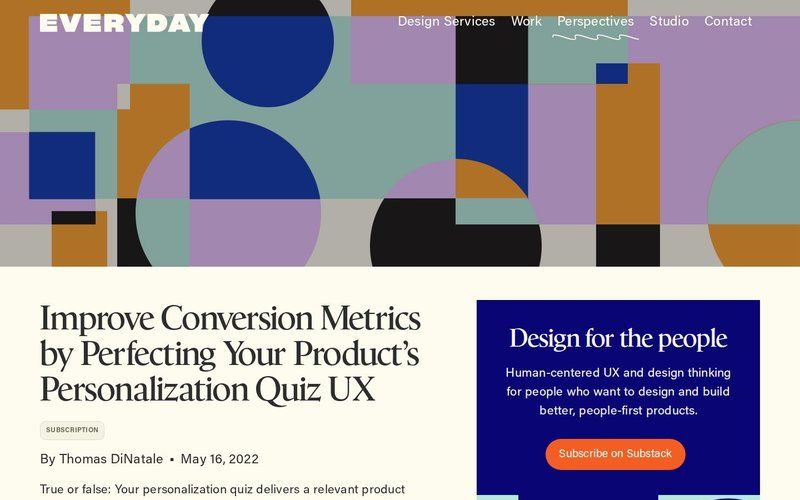 EVERYDAY
Design Services Work Perspectives Studio Contact
Improve Conversion Metrics
by Perfecting Your Product’s
Personalization Quiz UX
SUBSCRIPTION
By Thomas DiNatale ▪ May 16, 2022
True or false: Your personalization quiz delivers a relevant product
Design for the people
Human-centered UX and design thinking
for people who want to design and build
better, people-first products.
Subscribe on Substack